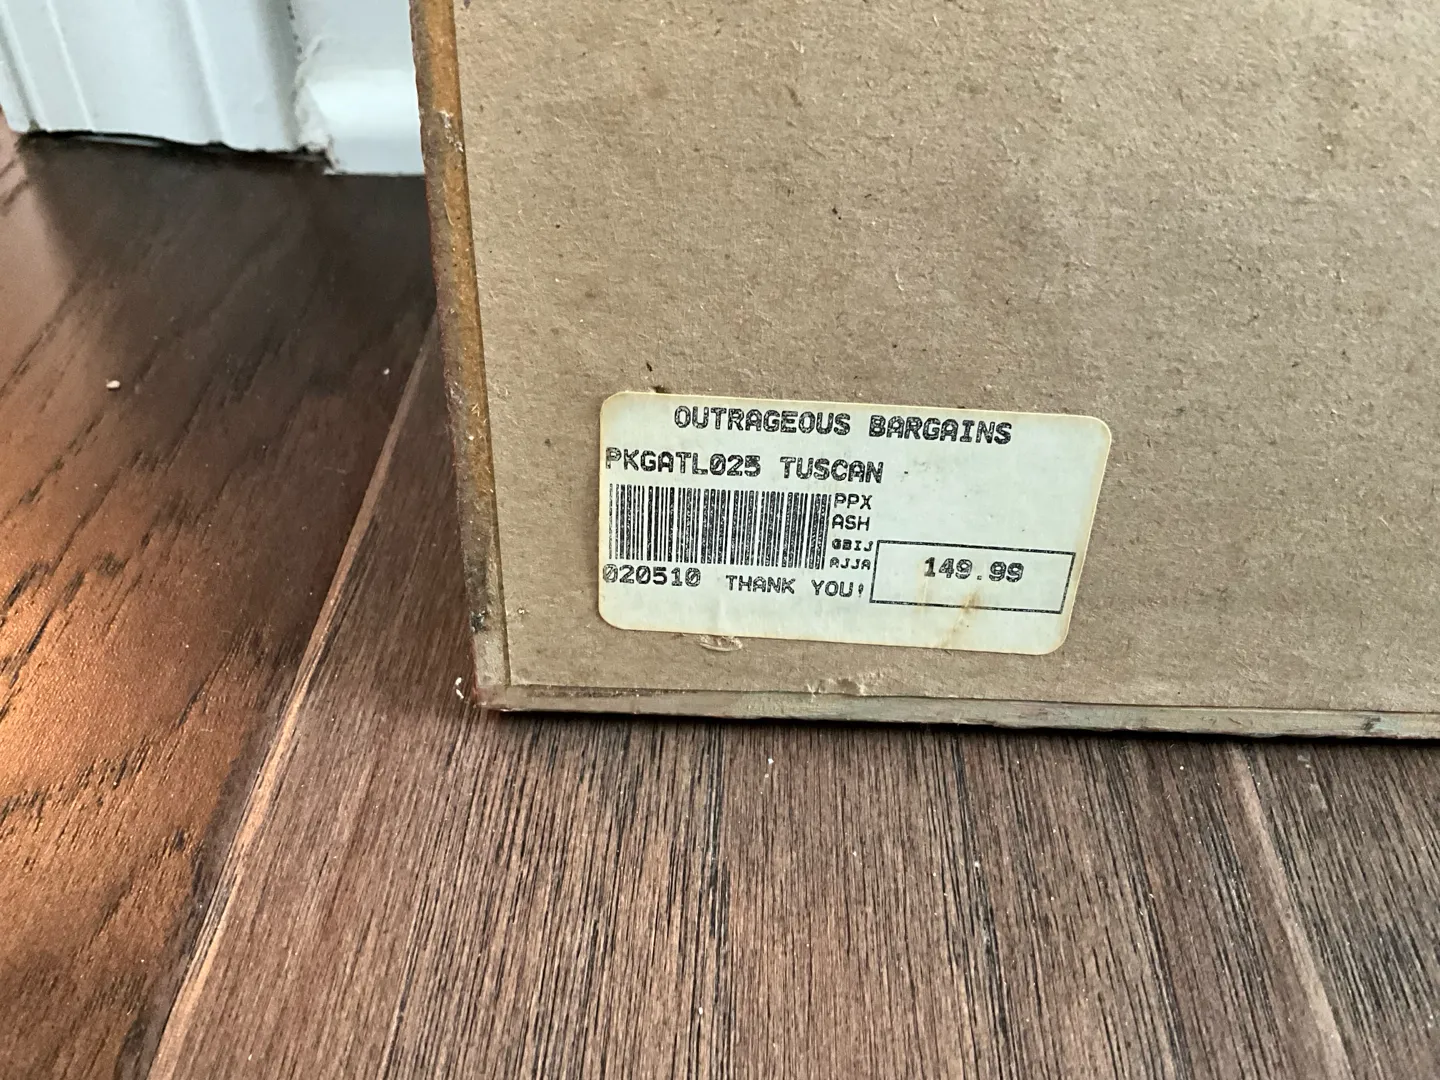 OUTRAGEOUS BARGAINS
PKGATL025 TUSCAN
PPX
ASH
GBIJ
AJJA
020510 THANK YOU!
149.99